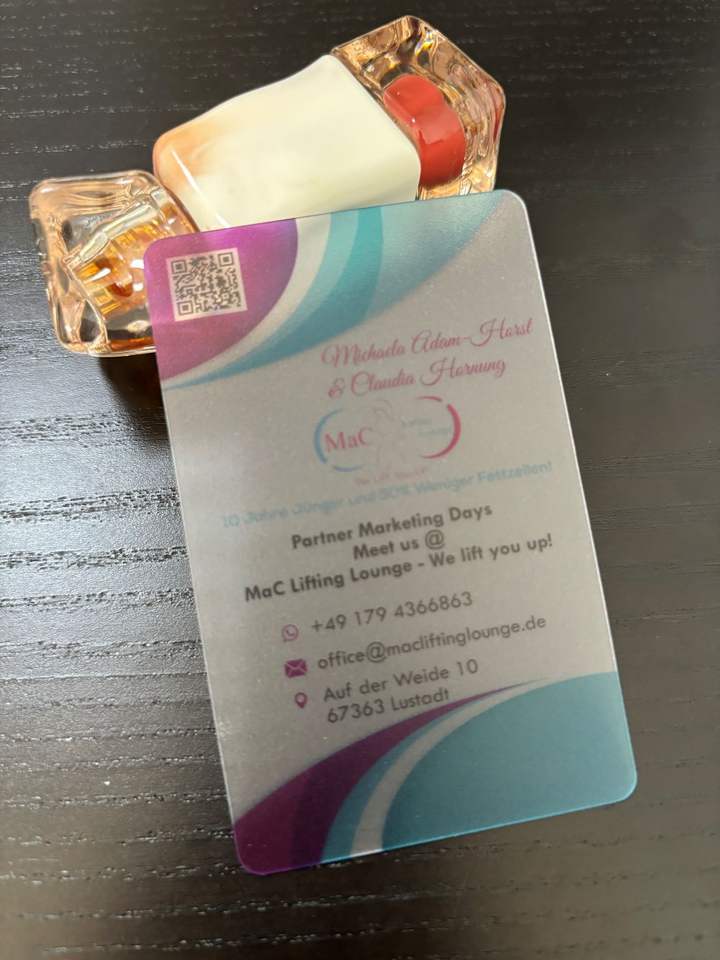 Michaela Adam-Horst
& Claudia Hornung
MaC
10 Jahre Jünger und 30% Weniger Fettzellen!
Partner Marketing Days
Meet us @
MaC Lifting Lounge - We lift you up!
+49 179 4366863
office@macliftinglounge.de
Auf der Weide 10
67363 Lustadt